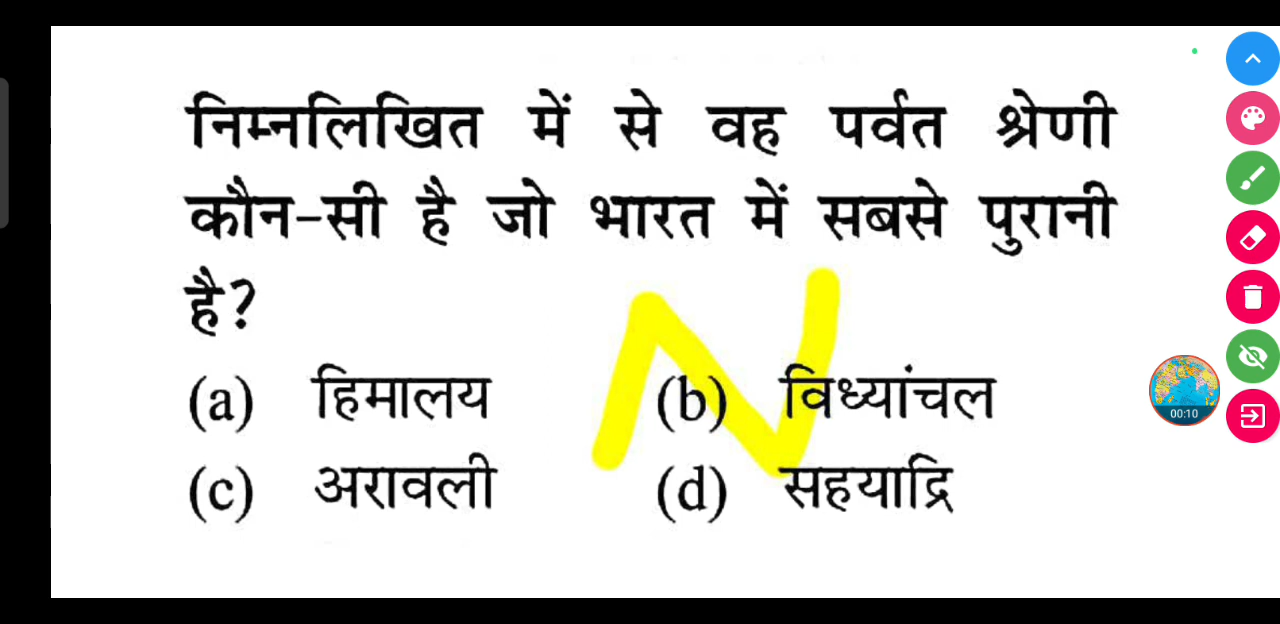 निम्नलिखित में से वह पर्वत श्रेणी
कौन-सी है जो भारत में सबसे पुरानी
है?
(a) हिमालय (b) विध्यांचल
(c) अरावली (d) सहयाद्रि
00:10